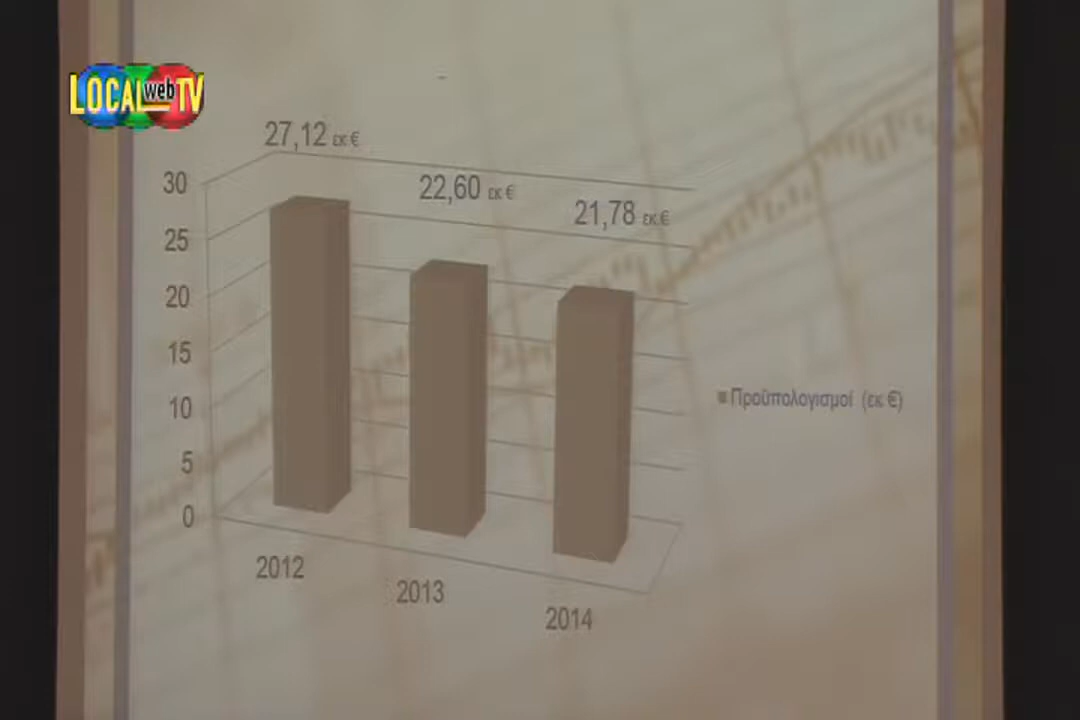 LOCAL web TV
27,12 εκ €
22,60 εκ €
21,78 εκ.€
30
25
20
15
10
5
0
Προϋπολογισμοί (εκ €)
2012
2013
2014